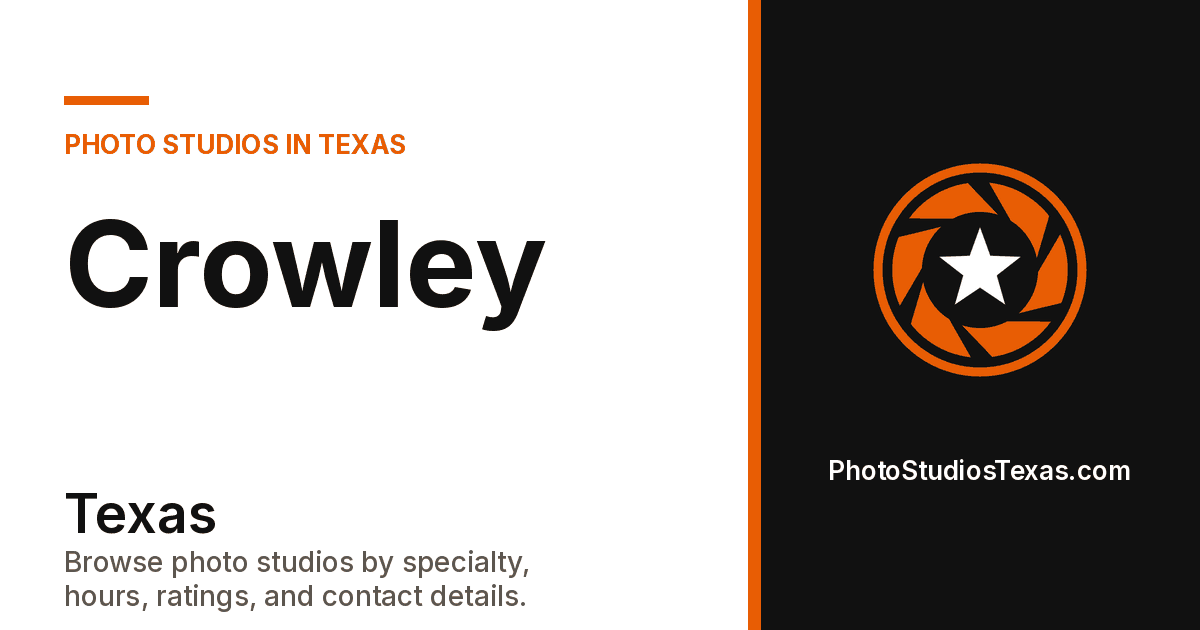 PHOTO STUDIOS IN TEXAS
Crowley
Texas
Browse photo studios by specialty,
hours, ratings, and contact details.
PhotoStudiosTexas.com